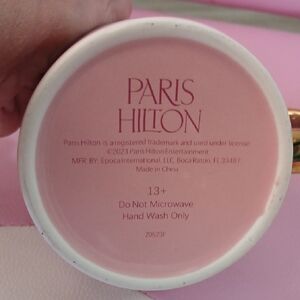 PARIS
HILTON
Paris Hilton is a registered trademark and used under license
©2023 Paris Hilton Entertainment
MFR. BY: Epoca International, LLC, Boca Raton, FL 33487
Made in China
13+
Do Not Microwave
Hand Wash Only